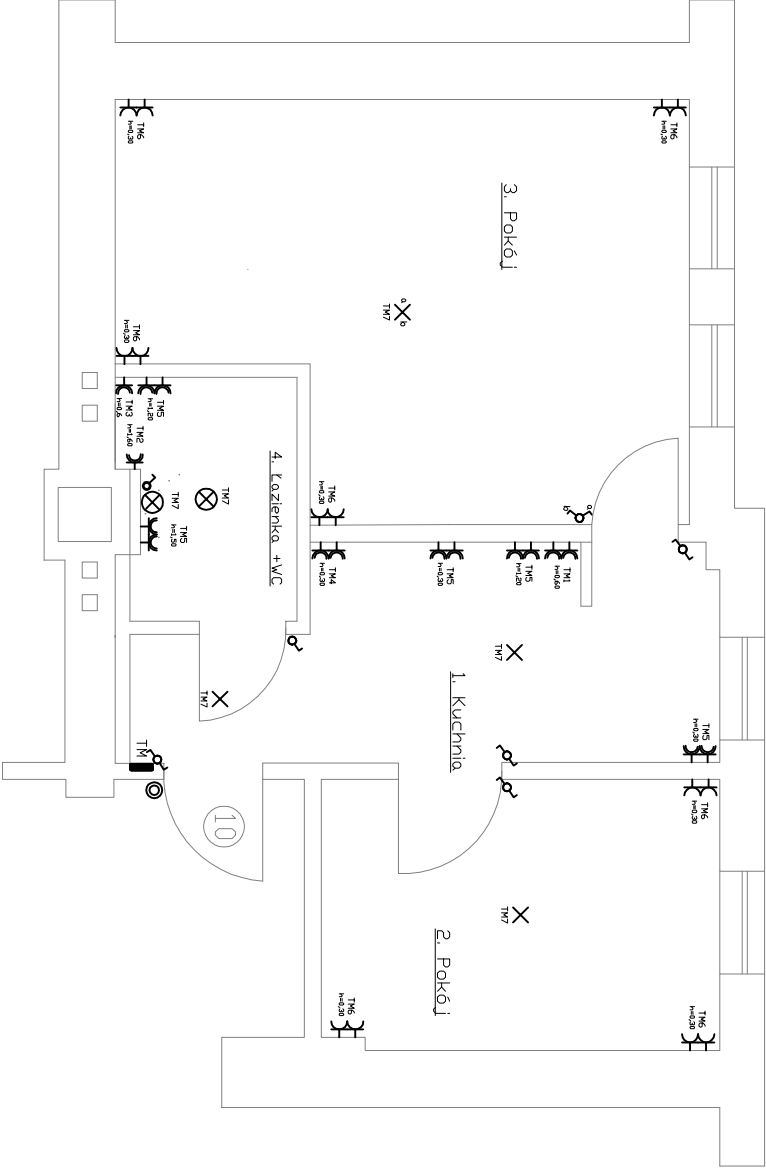 TM6
h=0,30
TM6
h=0,30
3. Pokój
a
b
TM7
TM6
h=0,30
TM5
h=1,20
TM3
h=0,6
TM2
h=1,60
TM7
TM7
TM5
h=1,50
4. Łazienka +WC
TM6
h=0,30
a
b
TM4
h=0,30
TM5
h=0,30
TM5
h=1,20
TM1
h=0,60
TM7
1. Kuchnia
TM7
TM
TM5
h=0,30
TM6
h=0,30
10
TM7
2. Pokój
TM6
h=0,30
TM6
h=0,30